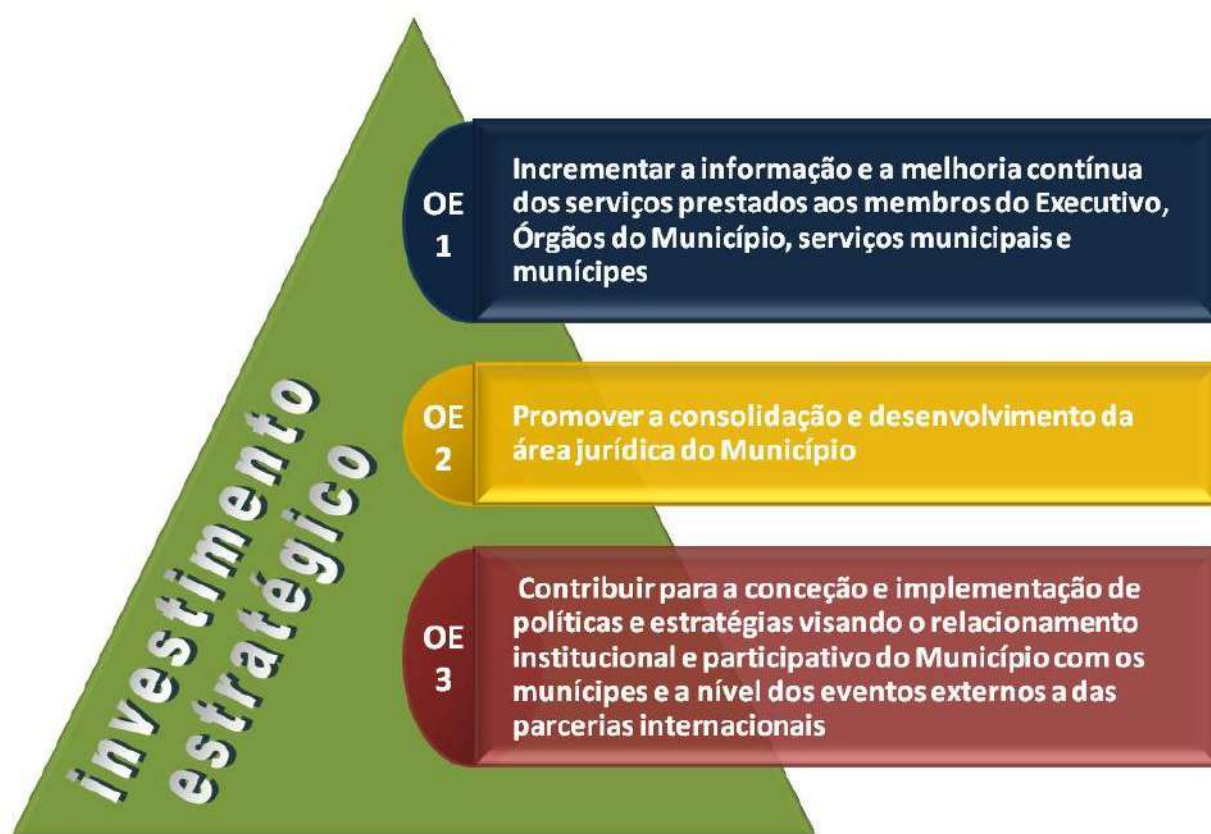 investimento
estratégico
OE
1
Incrementar a informação e a melhoria contínua
dos serviços prestados aos membros do Executivo,
Órgãos do Município, serviços municipais e
munícipes
OE
2
Promover a consolidação e desenvolvimento da
área jurídica do Município
OE
3
Contribuir para a conceção e implementação de
políticas e estratégias visando o relacionamento
institucional e participativo do Município com os
munícipes e a nível dos eventos externos a das
parcerias internacionais